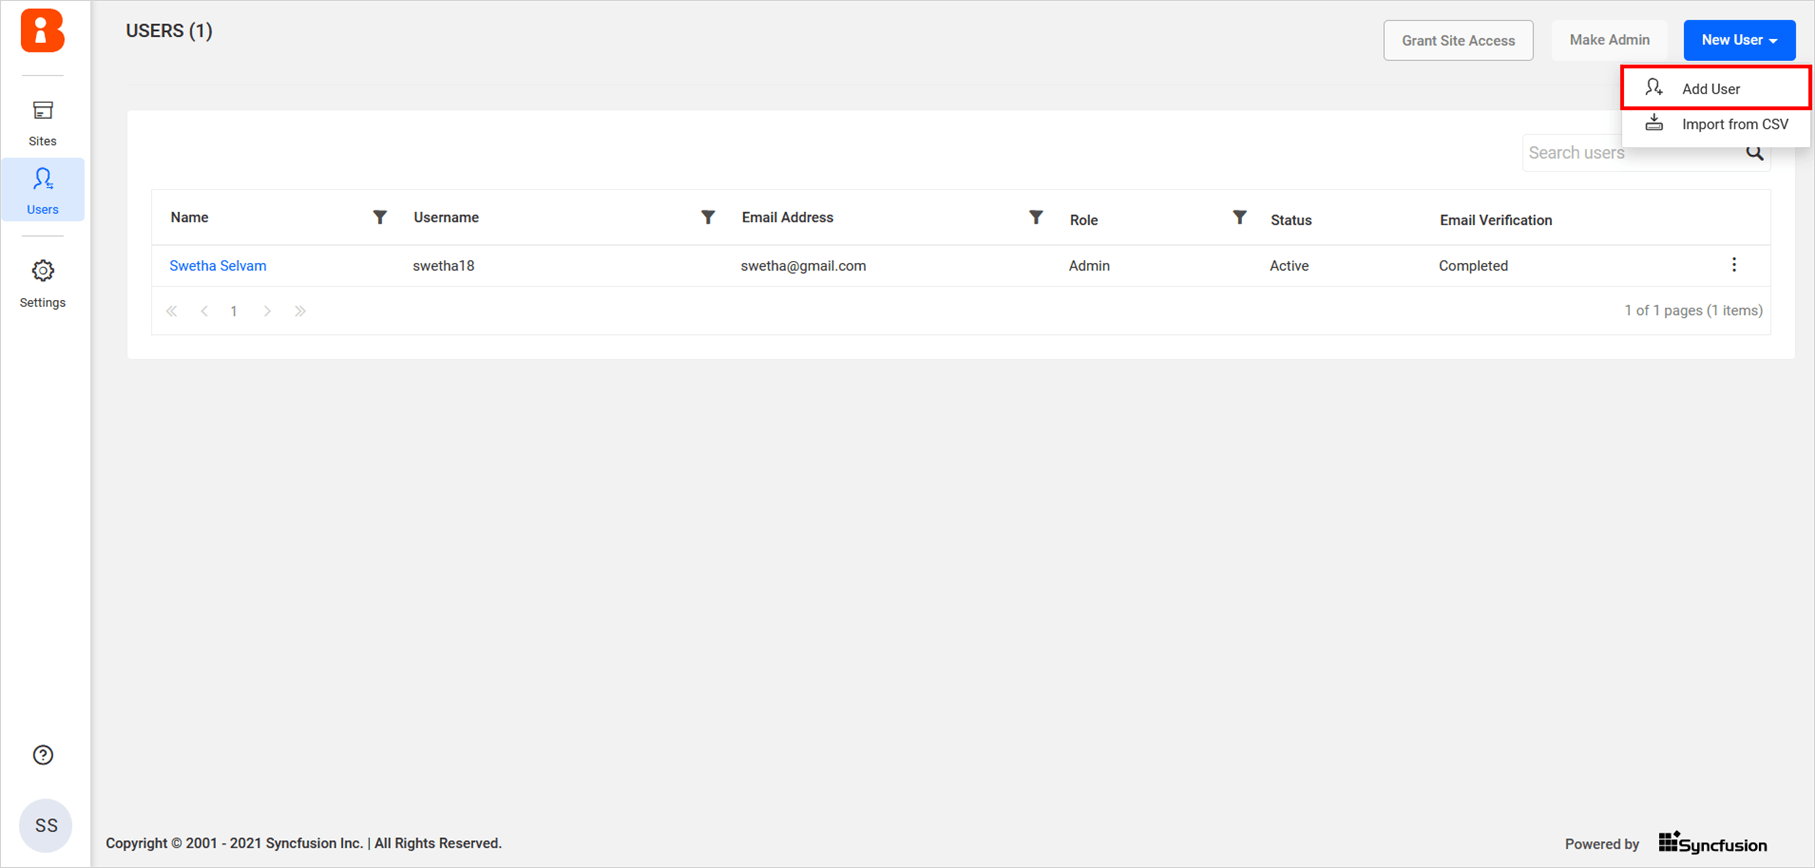 USERS (1)
Grant Site Access
Make Admin
New User
Add User
Import from CSV
Sites
Users
Settings
Search users
Name Username Email Address Role Status Email Verification
Swetha Selvam swetha18 swetha@gmail.com Admin Active Completed
1
1 of 1 pages (1 items)
SS
Copyright © 2001 - 2021 Syncfusion Inc. | All Rights Reserved.
Powered by Syncfusion